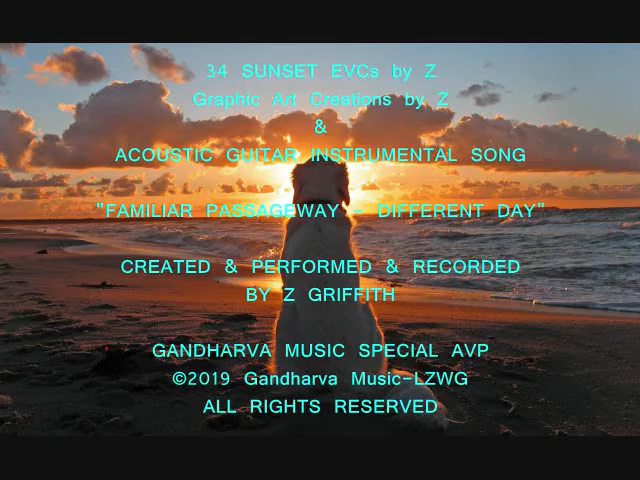 34 SUNSET EVCs by Z
Graphic Art Creations by Z
&
ACOUSTIC GUITAR INSTRUMENTAL SONG
"FAMILIAR PASSAGEWAY - DIFFERENT DAY"
CREATED & PERFORMED & RECORDED
BY Z GRIFFITH
GANDHARVA MUSIC SPECIAL AVP
©2019 Gandharva Music-LZWG
ALL RIGHTS RESERVED